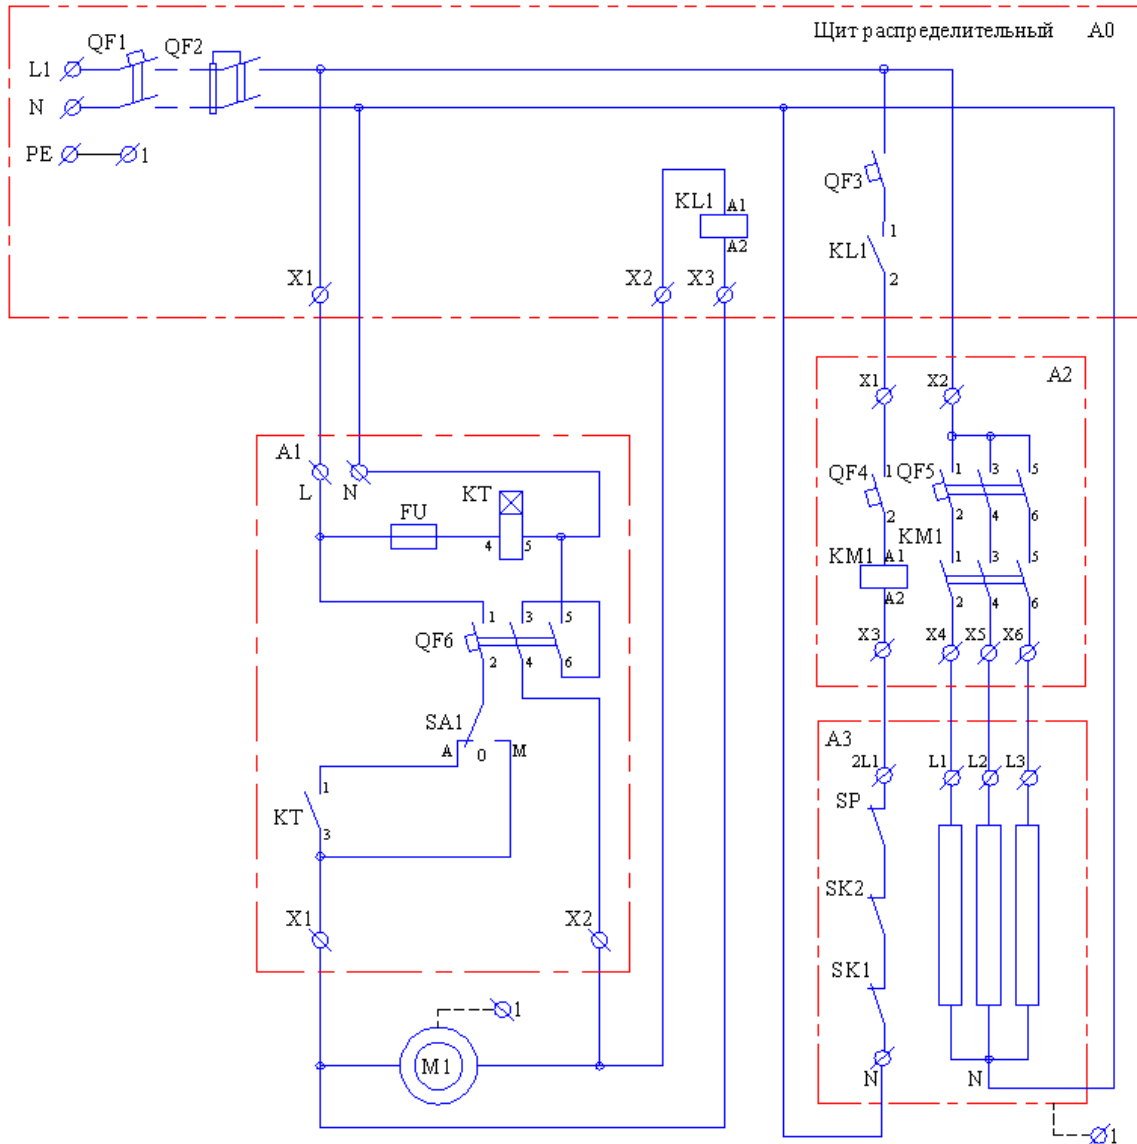 Щит распределительный A0
QF1 QF2
L1
N
PE 1
QF3
KL1 A1
A2
1
KL1
2
X1 X2 X3
X1 X2 A2
A1
L N
KT
FU
4 5
QF4 1 QF5 1 3 5
2 2 4 6
KM1
KM1 A1 1 3 5
A2 2 4 6
1 3 5
QF6
2 4 6
X3 X4 X5 X6
SA1
A 0 M
A3
2L1 L1 L2 L3
1
KT
3
SP
SK2
X1 X2
SK1
1
M1
N N
1